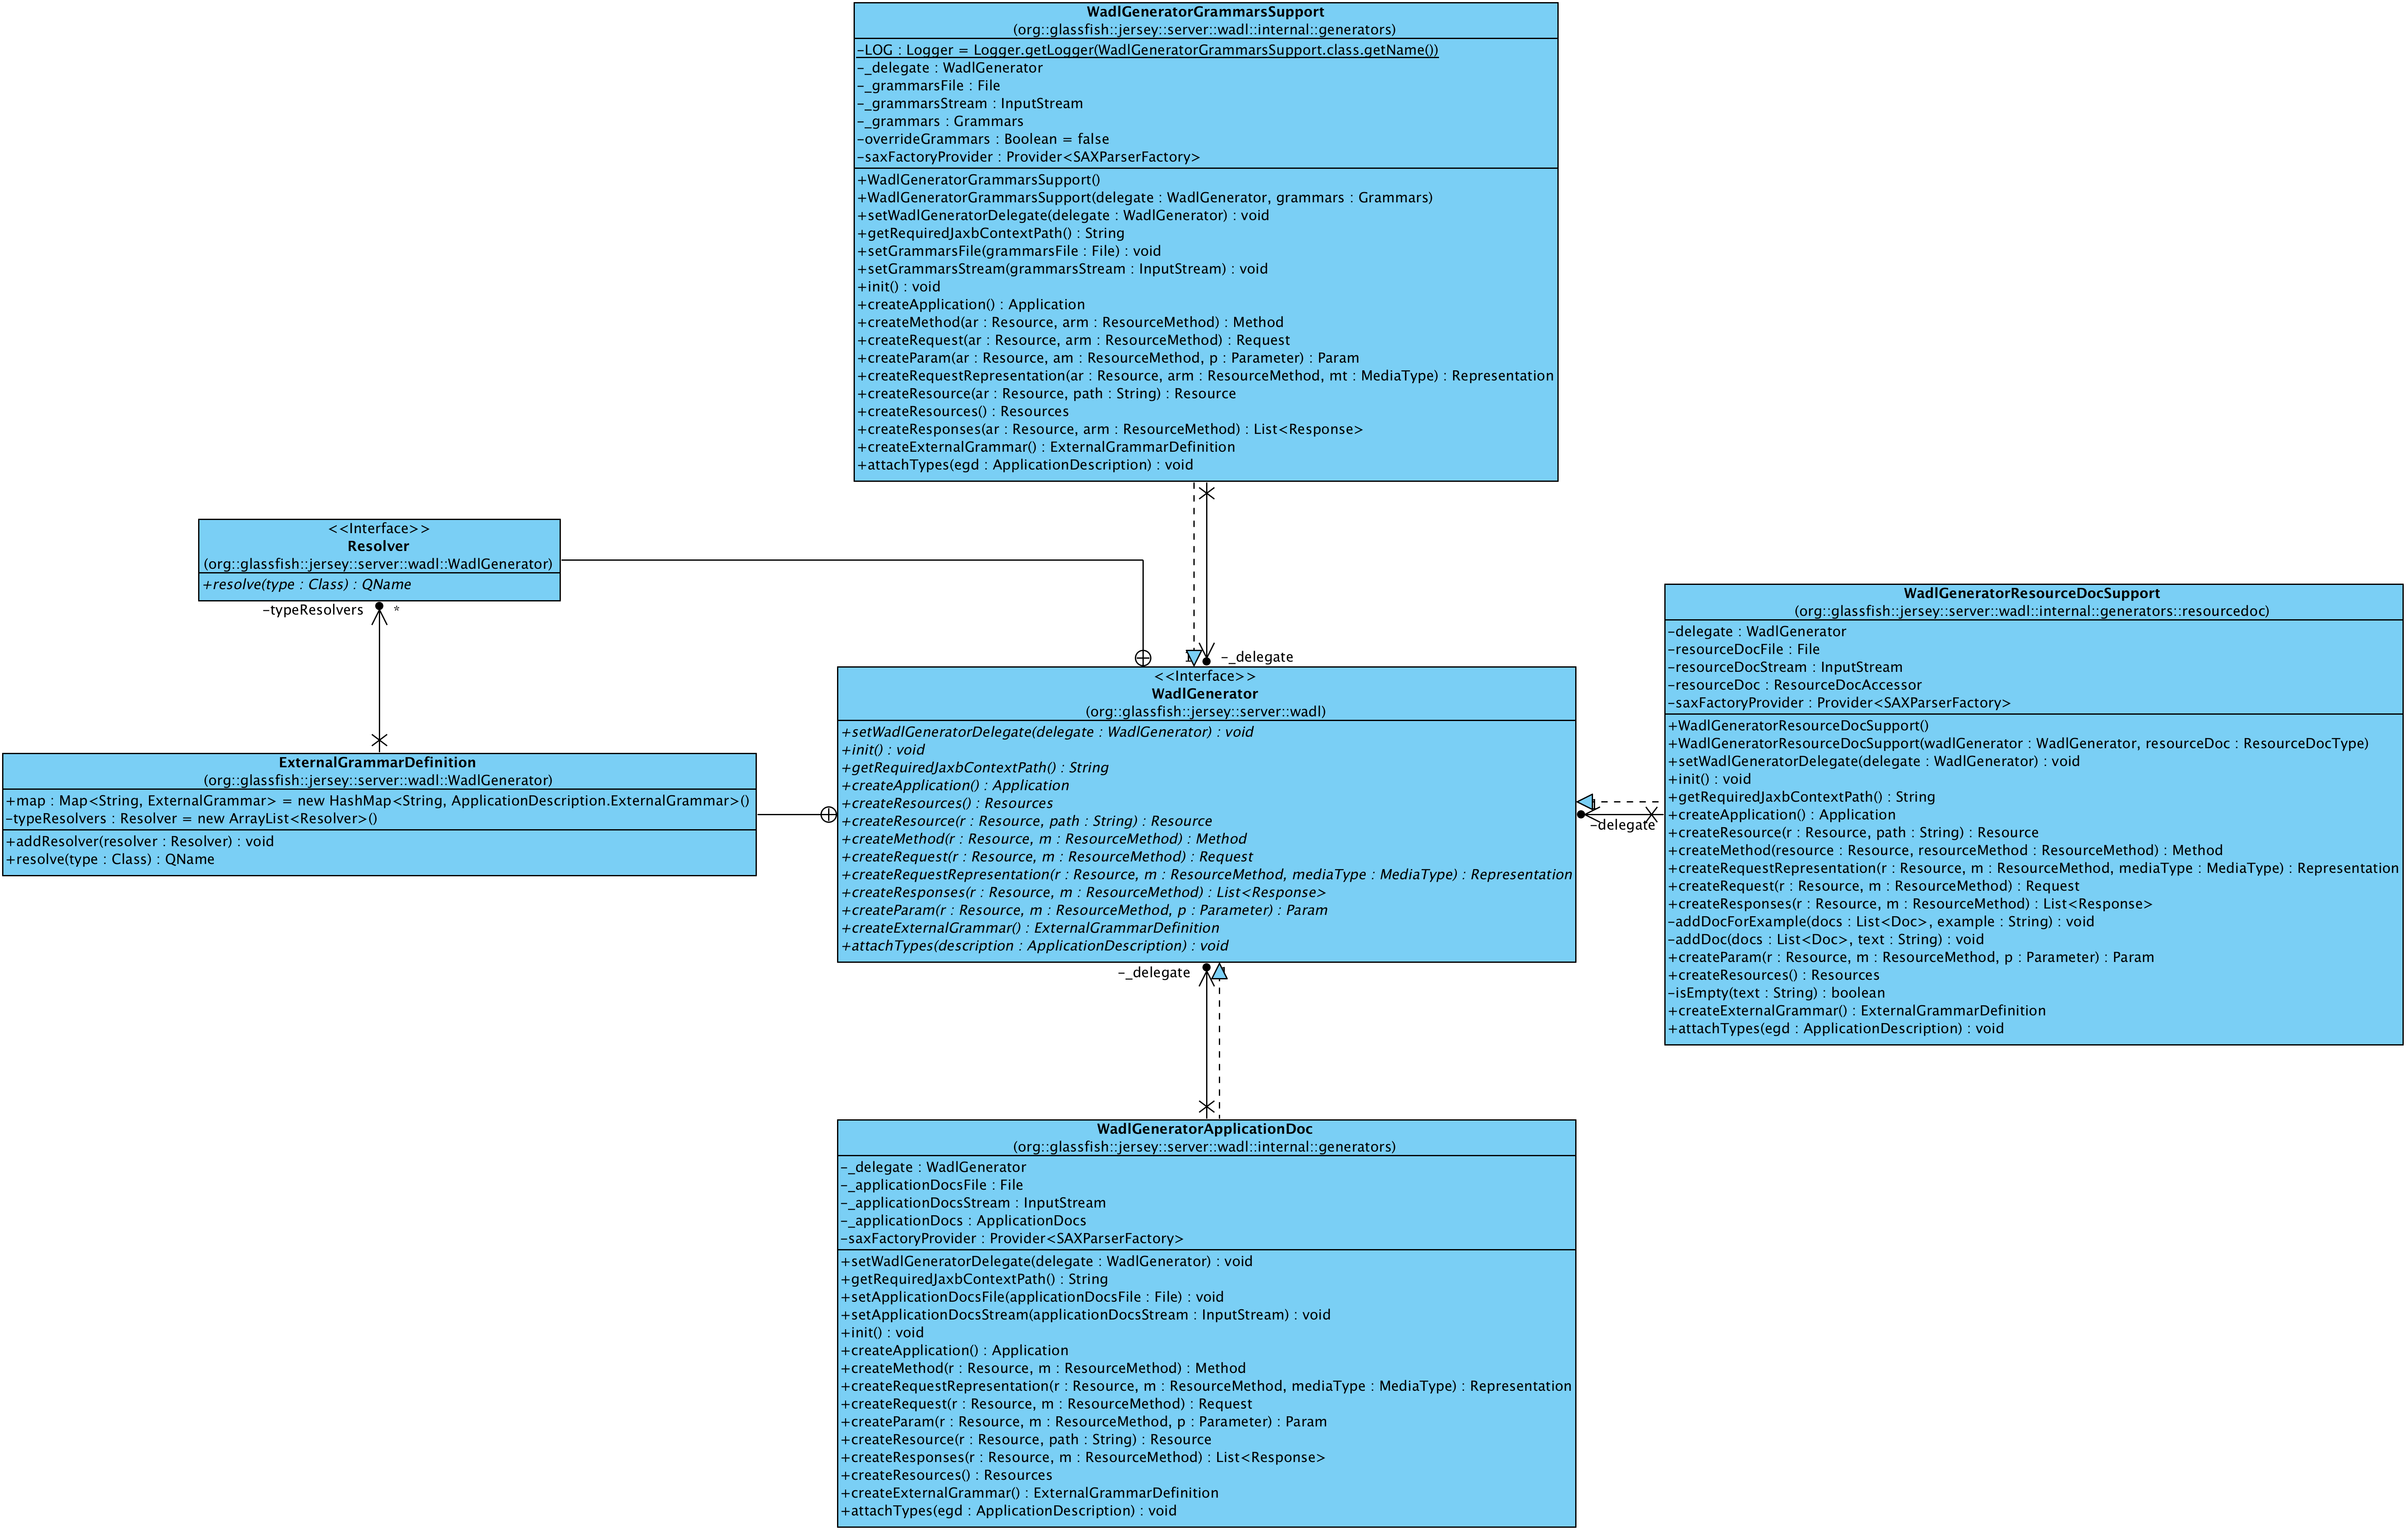 WadlGeneratorGrammarsSupport
(org::glassfish::jersey::server::wadl::internal::generators)
-LOG : Logger = Logger.getLogger(WadlGeneratorGrammarsSupport.class.getName())
-_delegate : WadlGenerator
-_grammarsFile : File
-_grammarsStream : InputStream
-_grammars : Grammars
-overrideGrammars : Boolean = false
-saxFactoryProvider : Provider<SAXParserFactory>
+WadlGeneratorGrammarsSupport()
+WadlGeneratorGrammarsSupport(delegate : WadlGenerator, grammars : Grammars)
+setWadlGeneratorDelegate(delegate : WadlGenerator) : void
+getRequiredJaxbContextPath() : String
+setGrammarsFile(grammarsFile : File) : void
+setGrammarsStream(grammarsStream : InputStream) : void
+init() : void
+createApplication() : Application
+createMethod(ar : Resource, arm : ResourceMethod) : Method
+createRequest(ar : Resource, arm : ResourceMethod) : Request
+createParam(ar : Resource, am : ResourceMethod, p : Parameter) : Param
+createRequestRepresentation(ar : Resource, arm : ResourceMethod, mt : MediaType) : Representation
+createResource(ar : Resource, path : String) : Resource
+createResources() : Resources
+createResponses(ar : Resource, arm : ResourceMethod) : List<Response>
+createExternalGrammar() : ExternalGrammarDefinition
+attachTypes(egd : ApplicationDescription) : void
<<Interface>>
Resolver
(org::glassfish::jersey::server::wadl::WadlGenerator)
+resolve(type : Class) : QName
-typeResolvers *
ExternalGrammarDefinition
(org::glassfish::jersey::server::wadl::WadlGenerator)
+map : Map<String, ExternalGrammar> = new HashMap<String, ApplicationDescription.ExternalGrammar>()
-typeResolvers : Resolver = new ArrayList<Resolver>()
+addResolver(resolver : Resolver) : void
+resolve(type : Class) : QName
-_delegate
<<Interface>>
WadlGenerator
(org::glassfish::jersey::server::wadl)
+setWadlGeneratorDelegate(delegate : WadlGenerator) : void
+init() : void
+getRequiredJaxbContextPath() : String
+createApplication() : Application
+createResources() : Resources
+createResource(r : Resource, path : String) : Resource
+createMethod(r : Resource, m : ResourceMethod) : Method
+createRequest(r : Resource, m : ResourceMethod) : Request
+createRequestRepresentation(r : Resource, m : ResourceMethod, mediaType : MediaType) : Representation
+createResponses(r : Resource, m : ResourceMethod) : List<Response>
+createParam(r : Resource, m : ResourceMethod, p : Parameter) : Param
+createExternalGrammar() : ExternalGrammarDefinition
+attachTypes(description : ApplicationDescription) : void
-delegate
WadlGeneratorResourceDocSupport
(org::glassfish::jersey::server::wadl::internal::generators::resourcedoc)
-delegate : WadlGenerator
-resourceDocFile : File
-resourceDocStream : InputStream
-resourceDoc : ResourceDocAccessor
-saxFactoryProvider : Provider<SAXParserFactory>
+WadlGeneratorResourceDocSupport()
+WadlGeneratorResourceDocSupport(wadlGenerator : WadlGenerator, resourceDoc : ResourceDocType)
+setWadlGeneratorDelegate(delegate : WadlGenerator) : void
+init() : void
+getRequiredJaxbContextPath() : String
+createApplication() : Application
+createResource(r : Resource, path : String) : Resource
+createMethod(resource : Resource, resourceMethod : ResourceMethod) : Method
+createRequestRepresentation(r : Resource, m : ResourceMethod, mediaType : MediaType) : Representation
+createRequest(r : Resource, m : ResourceMethod) : Request
+createResponses(r : Resource, m : ResourceMethod) : List<Response>
-addDocForExample(docs : List<Doc>, example : String) : void
-addDoc(docs : List<Doc>, text : String) : void
+createParam(r : Resource, m : ResourceMethod, p : Parameter) : Param
+createResources() : Resources
-isEmpty(text : String) : boolean
+createExternalGrammar() : ExternalGrammarDefinition
+attachTypes(egd : ApplicationDescription) : void
-_delegate
WadlGeneratorApplicationDoc
(org::glassfish::jersey::server::wadl::internal::generators)
-_delegate : WadlGenerator
-_applicationDocsFile : File
-_applicationDocsStream : InputStream
-_applicationDocs : ApplicationDocs
-saxFactoryProvider : Provider<SAXParserFactory>
+setWadlGeneratorDelegate(delegate : WadlGenerator) : void
+getRequiredJaxbContextPath() : String
+setApplicationDocsFile(applicationDocsFile : File) : void
+setApplicationDocsStream(applicationDocsStream : InputStream) : void
+init() : void
+createApplication() : Application
+createMethod(r : Resource, m : ResourceMethod) : Method
+createRequestRepresentation(r : Resource, m : ResourceMethod, mediaType : MediaType) : Representation
+createRequest(r : Resource, m : ResourceMethod) : Request
+createParam(r : Resource, m : ResourceMethod, p : Parameter) : Param
+createResource(r : Resource, path : String) : Resource
+createResponses(r : Resource, m : ResourceMethod) : List<Response>
+createResources() : Resources
+createExternalGrammar() : ExternalGrammarDefinition
+attachTypes(egd : ApplicationDescription) : void